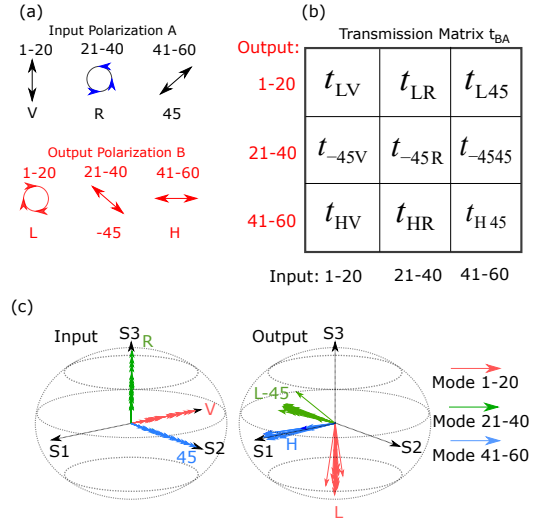 (a)
Input Polarization A
1-20 21-40 41-60
V R 45
Output Polarization B
1-20 21-40 41-60
L -45 H
(b)
Transmission Matrix t_BA
Output:
1-20 t_LV t_LR t_L45
21-40 t_−45V t_−45R t_−4545
41-60 t_HV t_HR t_H45
Input: 1-20 21-40 41-60
(c)
Input
S3
R
V
S1
45
S2
Output
S3
L-45
S1
H
S2
L
Mode 1-20
Mode 21-40
Mode 41-60